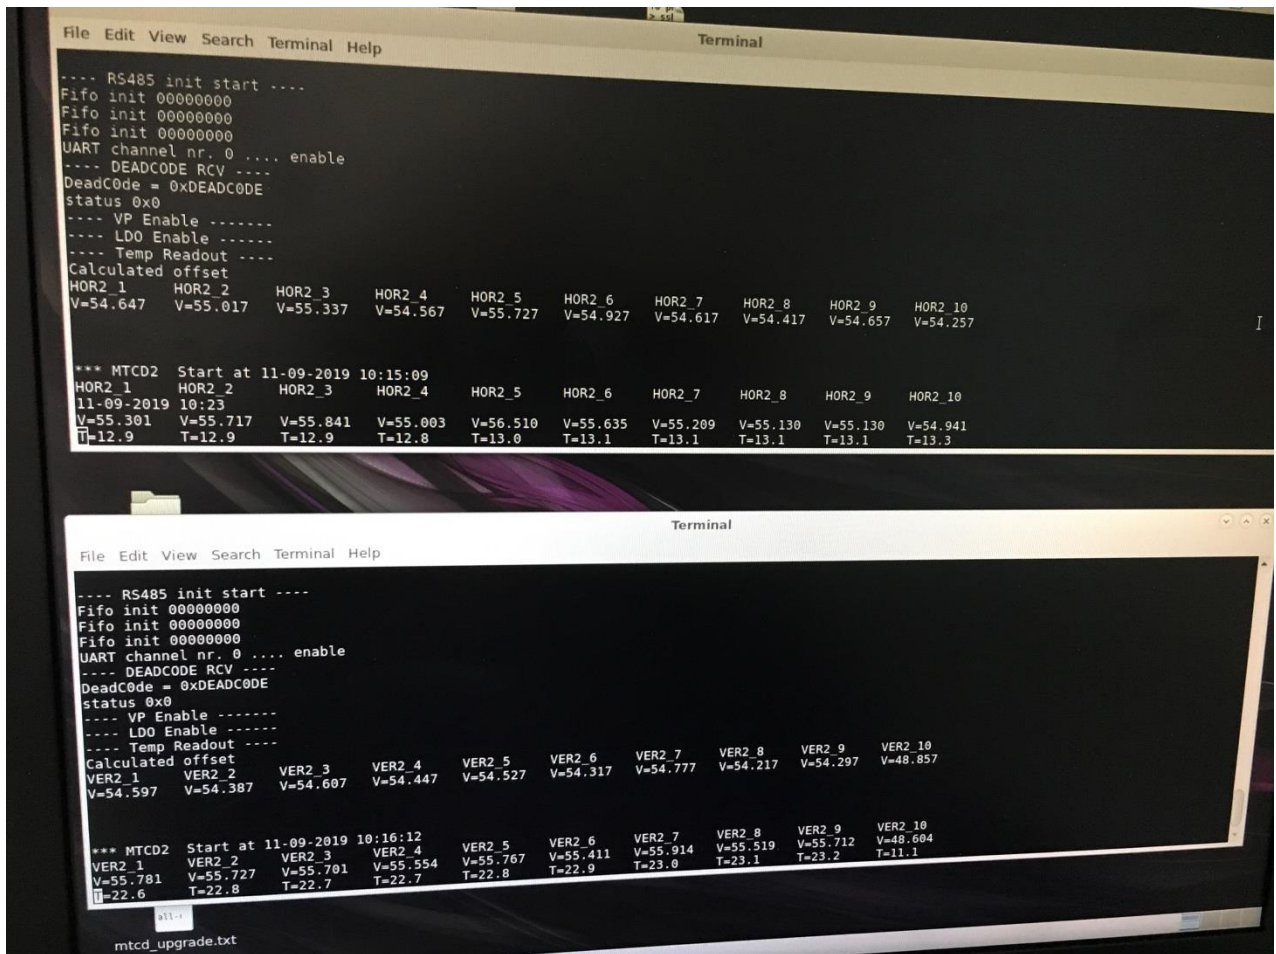 > ssl
File Edit View Search Terminal Help
Terminal
---- RS485 init start ----
Fifo init 00000000
Fifo init 00000000
Fifo init 00000000
UART channel nr. 0 .... enable
---- DEADCODE RCV ----
DeadC0de = 0xDEADC0DE
status 0x0
---- VP Enable -------
---- LDO Enable ------
---- Temp Readout ----
Calculated offset
HOR2_1 HOR2_2 HOR2_3 HOR2_4 HOR2_5 HOR2_6 HOR2_7 HOR2_8 HOR2_9 HOR2_10
V=54.647 V=55.017 V=55.337 V=54.567 V=55.727 V=54.927 V=54.617 V=54.417 V=54.657 V=54.257
*** MTCD2 Start at 11-09-2019 10:15:09
HOR2_1 HOR2_2 HOR2_3 HOR2_4 HOR2_5 HOR2_6 HOR2_7 HOR2_8 HOR2_9 HOR2_10
11-09-2019 10:23
V=55.301 V=55.717 V=55.841 V=55.003 V=56.510 V=55.635 V=55.209 V=55.130 V=55.130 V=54.941
T=12.9 T=12.9 T=12.9 T=12.8 T=13.0 T=13.1 T=13.1 T=13.1 T=13.1 T=13.3
Terminal
File Edit View Search Terminal Help
---- RS485 init start ----
Fifo init 00000000
Fifo init 00000000
Fifo init 00000000
UART channel nr. 0 .... enable
---- DEADCODE RCV ----
DeadC0de = 0xDEADC0DE
status 0x0
---- VP Enable -------
---- LDO Enable ------
---- Temp Readout ----
Calculated offset
VER2_1 VER2_2 VER2_3 VER2_4 VER2_5 VER2_6 VER2_7 VER2_8 VER2_9 VER2_10
V=54.597 V=54.387 V=54.607 V=54.447 V=54.527 V=54.317 V=54.777 V=54.217 V=54.297 V=48.857
*** MTCD2 Start at 11-09-2019 10:16:12
VER2_1 VER2_2 VER2_3 VER2_4 VER2_5 VER2_6 VER2_7 VER2_8 VER2_9 VER2_10
V=55.781 V=55.727 V=55.701 V=55.554 V=55.767 V=55.411 V=55.914 V=55.519 V=55.712 V=48.604
T=22.6 T=22.8 T=22.7 T=22.7 T=22.8 T=22.9 T=23.0 T=23.1 T=23.2 T=11.1
mtcd_upgrade.txt